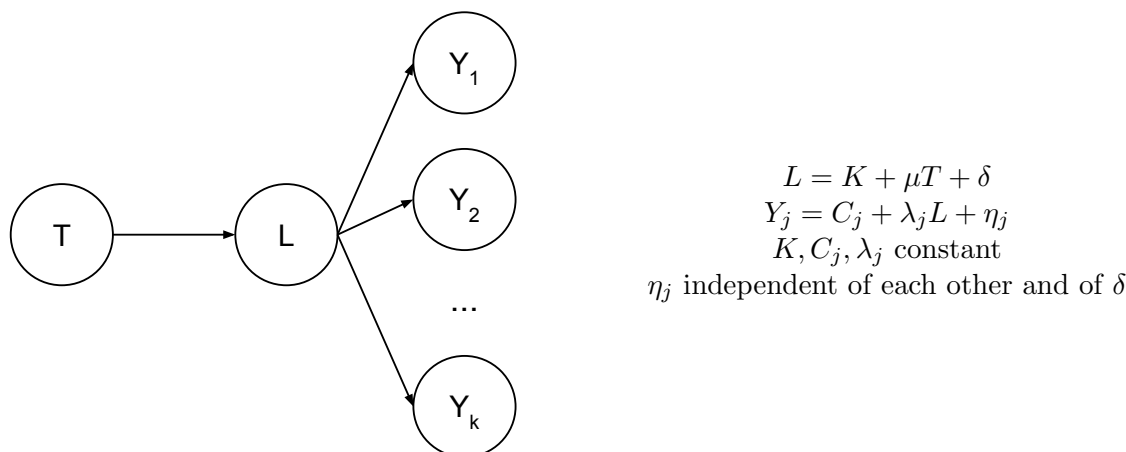 Y₁
Y₂
T
L
...
Yₖ
L = K + μT + δ
Yⱼ = Cⱼ + λⱼL + ηⱼ
K, Cⱼ, λⱼ constant
ηⱼ independent of each other and of δ